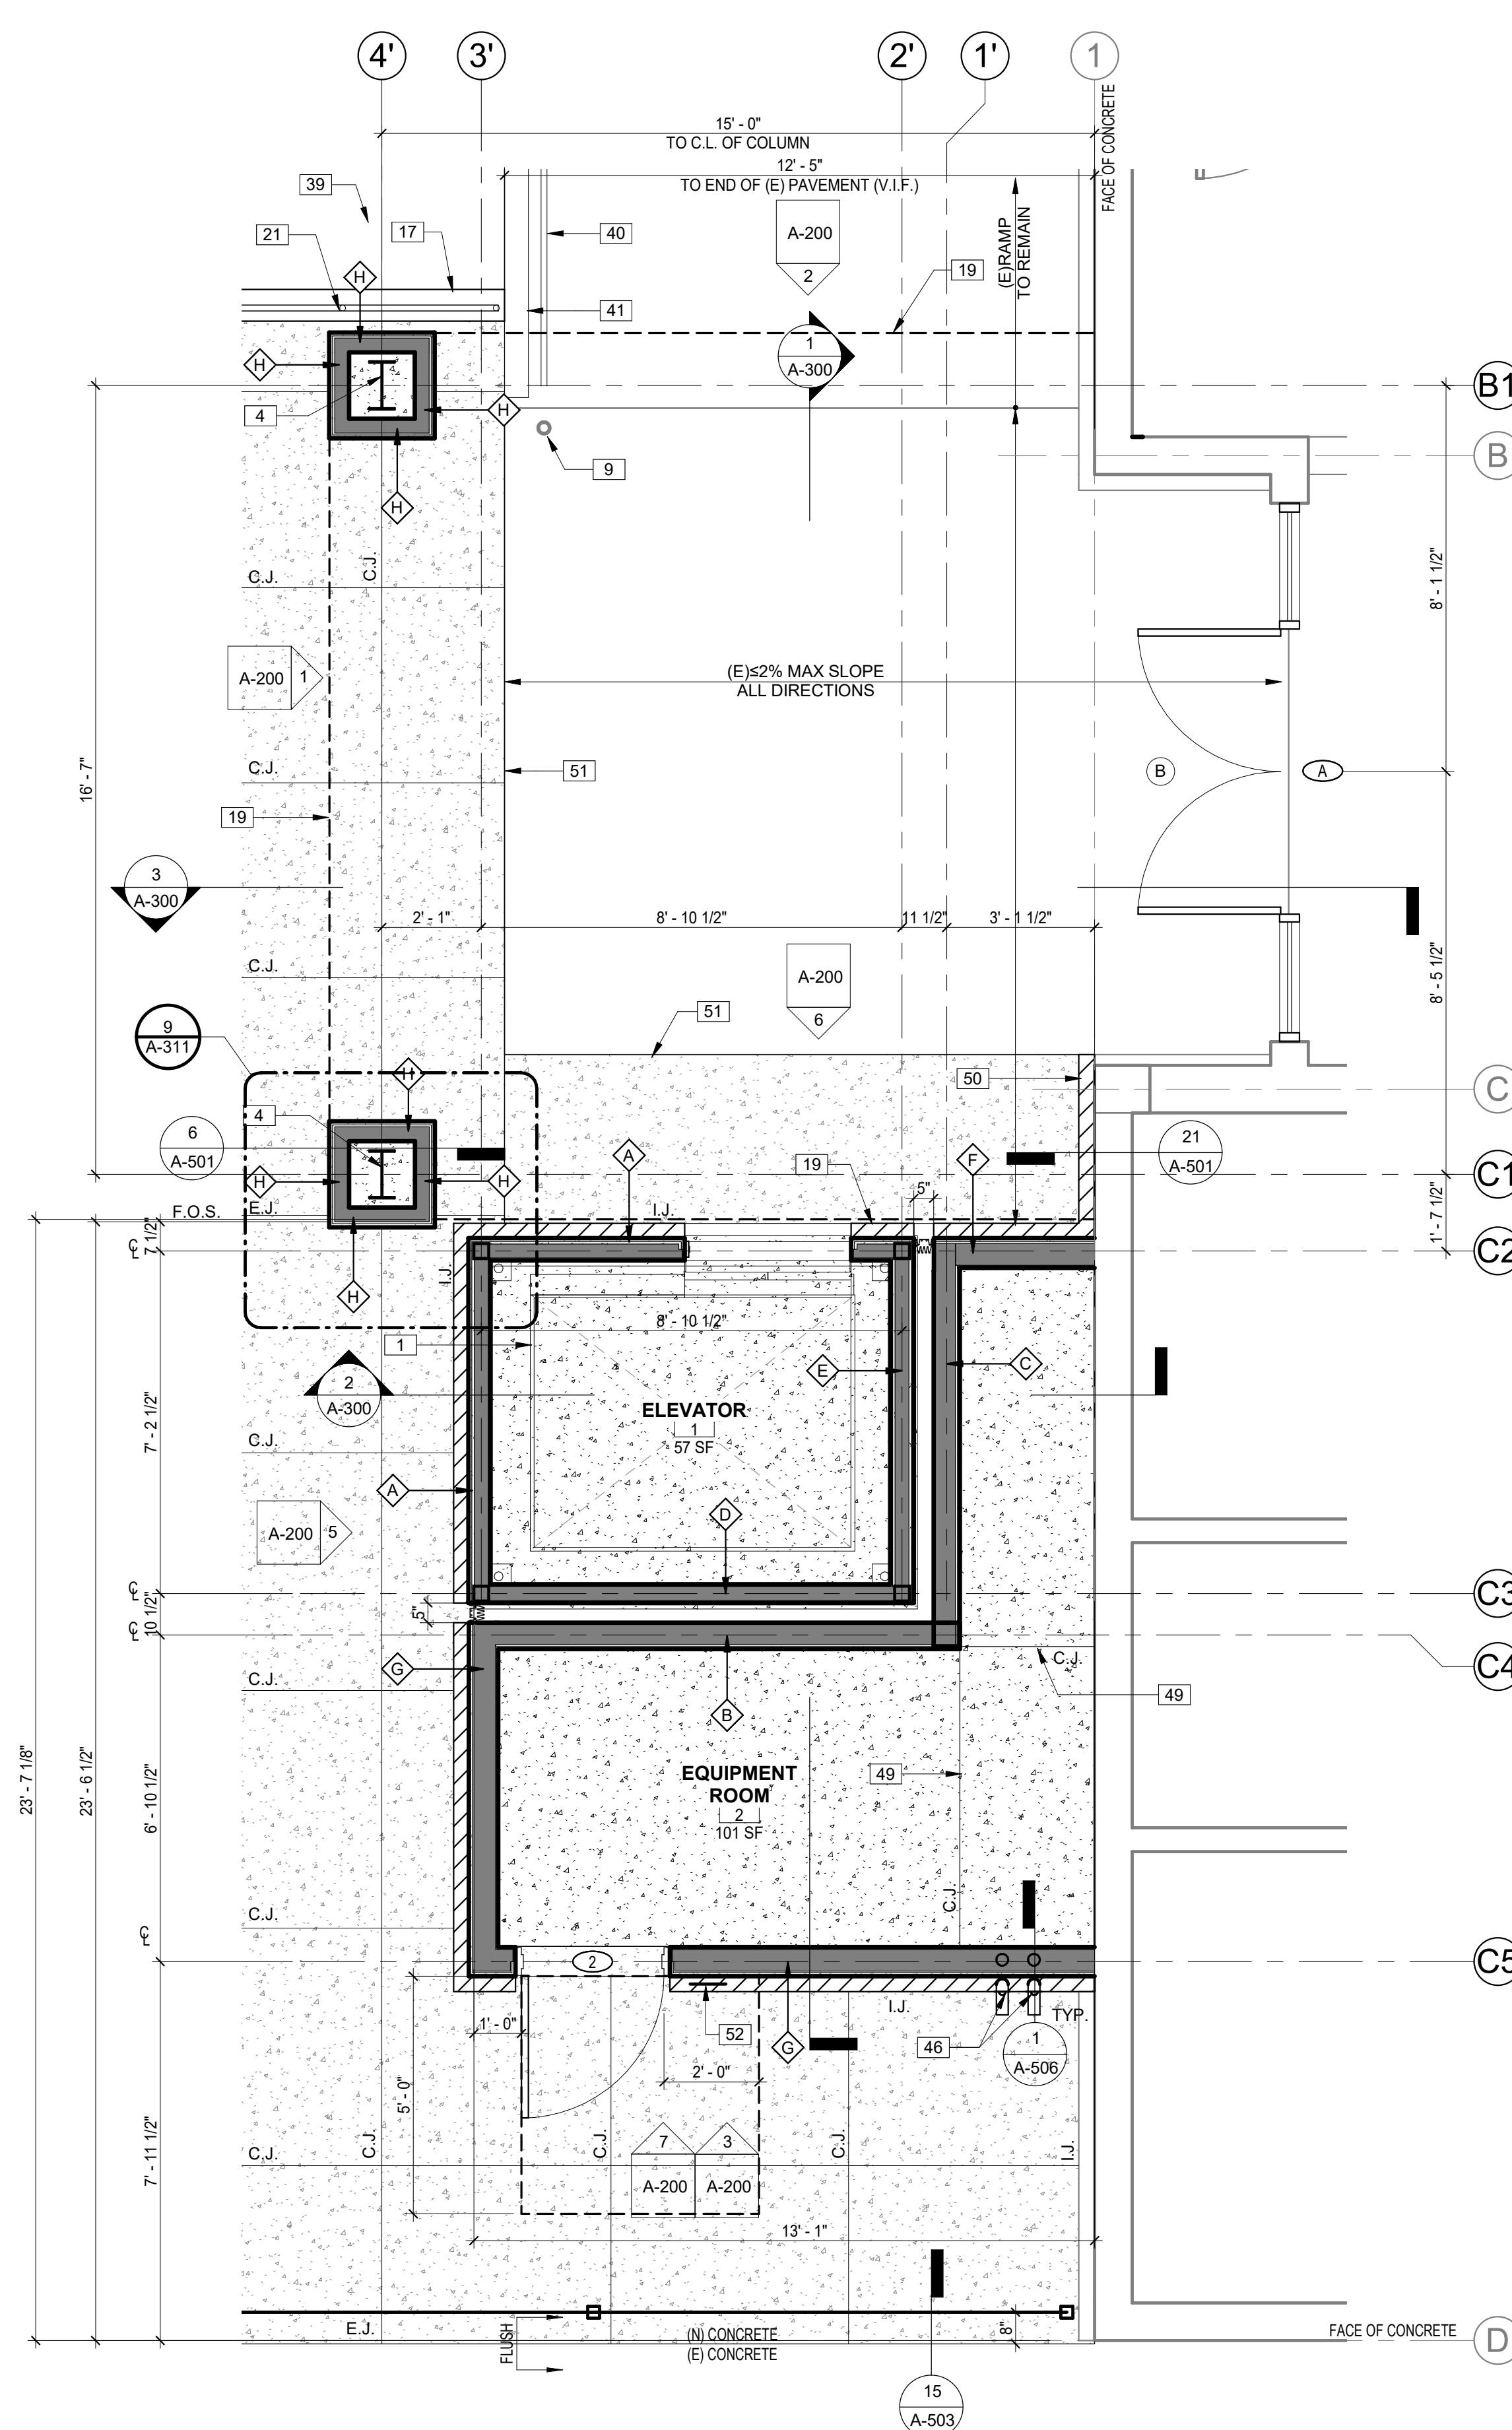 4'
3'
2'
1'
1
15' - 0"
TO C.L. OF COLUMN
FACE OF CONCRETE
12' - 5"
TO END OF (E) PAVEMENT (V.I.F.)
39
21
17
40
A-200
2
19
(E)RAMP
TO REMAIN
H
41
1
A-300
H
4
H
B1
9
B
H
C.J.
C.J.
8' - 1 1/2"
A-200
1
(E)≤2% MAX SLOPE
ALL DIRECTIONS
16' - 7"
C.J.
51
B
A
19
3
A-300
2' - 1"
8' - 10 1/2"
11 1/2"
3' - 1 1/2"
C.J.
A-200
6
8' - 5 1/2"
51
9
A-311
H
50
C
4
6
A-501
A
19
F
21
A-501
H
H
C1
5"
F.O.S.
E.J.
I.J.
7 1/2"
1' - 7 1/2"
C2
I.J.
H
8' - 10 1/2"
1
E
C
2
A-300
ELEVATOR
1
57 SF
7' - 2 1/2"
C.J.
A
D
A-200
5
C3
5"
10 1/2"
C.J.
C4
G
C.J.
49
B
23' - 7 1/8"
23' - 6 1/2"
EQUIPMENT
ROOM
2
101 SF
49
6' - 10 1/2"
C.J.
C.J.
2
C5
I.J.
TYP.
1' - 0"
52
G
46
1
A-506
2' - 0"
5' - 0"
7' - 11 1/2"
C.J.
C.J.
C.J.
7
3
C.J.
I.J.
A-200
A-200
13' - 1"
E.J.
FLUSH
(N) CONCRETE
(E) CONCRETE
8"
FACE OF CONCRETE
D
15
A-503